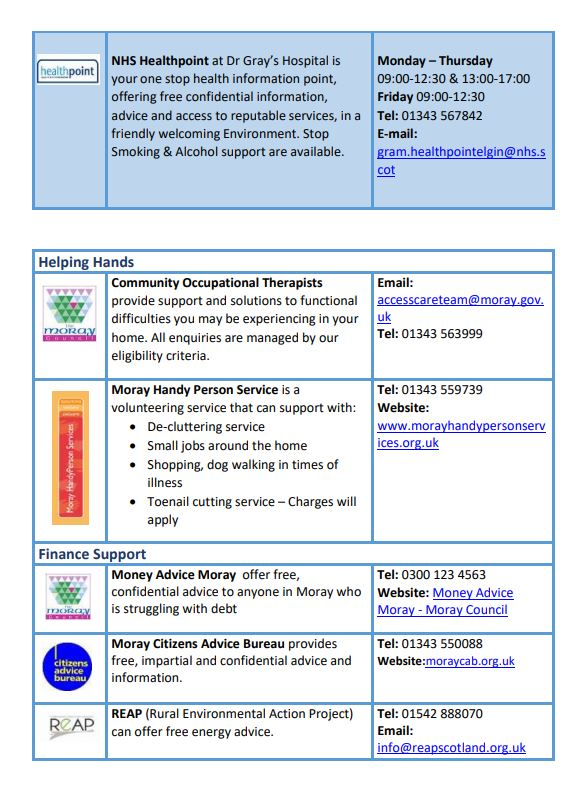 healthpoint
NHS Healthpoint at Dr Gray's Hospital is
your one stop health information point,
offering free confidential information,
advice and access to reputable services, in a
friendly welcoming Environment. Stop
Smoking & Alcohol support are available.
Monday – Thursday
09:00-12:30 & 13:00-17:00
Friday 09:00-12:30
Tel: 01343 567842
E-mail:
gram.healthpointelgin@nhs.s
cot
Helping Hands
the
moray
council
Community Occupational Therapists
provide support and solutions to functional
difficulties you may be experiencing in your
home. All enquiries are managed by our
eligibility criteria.
Email:
accesscareteam@moray.gov.
uk
Tel: 01343 563999
Moray HandyPerson Services
Moray Handy Person Service is a
volunteering service that can support with:
• De-cluttering service
• Small jobs around the home
• Shopping, dog walking in times of
illness
• Toenail cutting service – Charges will
apply
Tel: 01343 559739
Website:
www.morayhandypersonserv
ices.org.uk
Finance Support
the
moray
council
Money Advice Moray offer free,
confidential advice to anyone in Moray who
is struggling with debt
Tel: 0300 123 4563
Website: Money Advice
Moray - Moray Council
citizens
advice
bureau
Moray Citizens Advice Bureau provides
free, impartial and confidential advice and
information.
Tel: 01343 550088
Website:moraycab.org.uk
REAP
REAP (Rural Environmental Action Project)
can offer free energy advice.
Tel: 01542 888070
Email:
info@reapscotland.org.uk